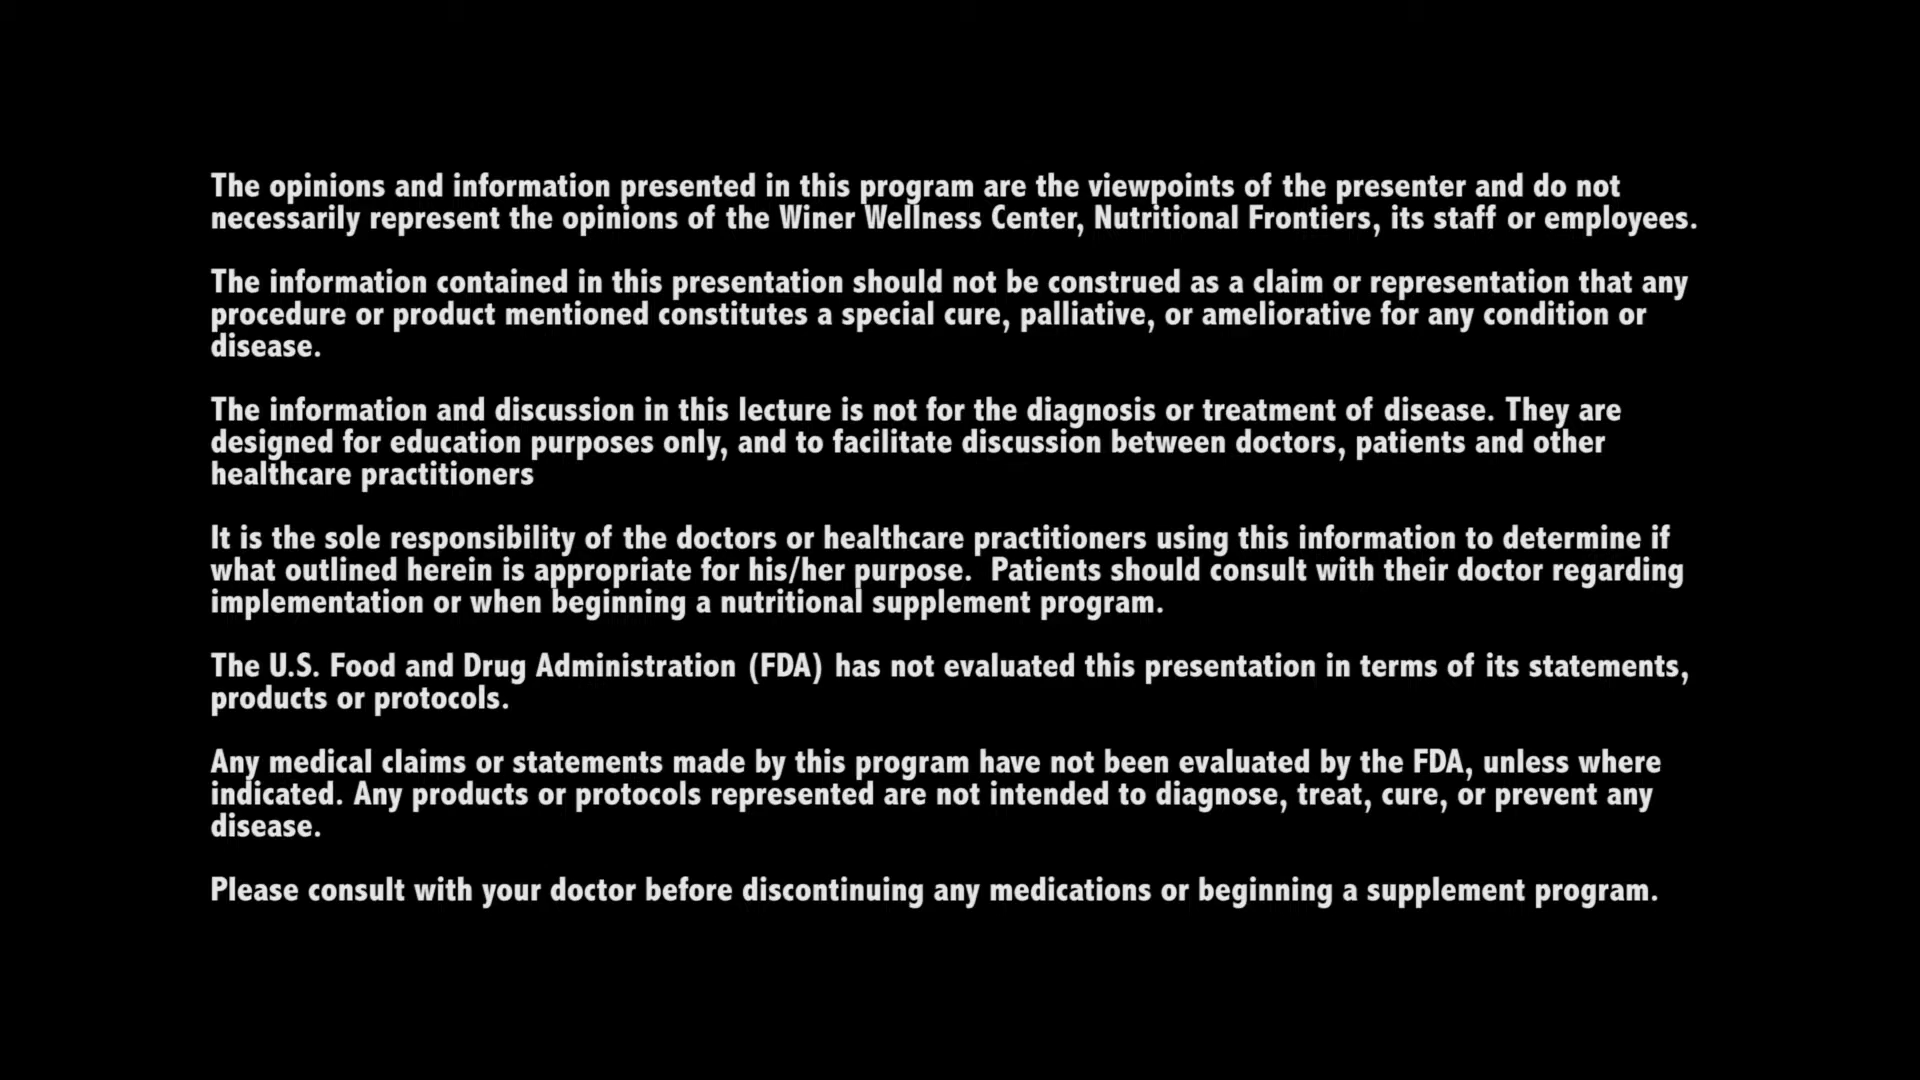 The opinions and information presented in this program are the viewpoints of the presenter and do not
necessarily represent the opinions of the Winer Wellness Center, Nutritional Frontiers, its staff or employees.
The information contained in this presentation should not be construed as a claim or representation that any
procedure or product mentioned constitutes a special cure, palliative, or ameliorative for any condition or
disease.
The information and discussion in this lecture is not for the diagnosis or treatment of disease. They are
designed for education purposes only, and to facilitate discussion between doctors, patients and other
healthcare practitioners
It is the sole responsibility of the doctors or healthcare practitioners using this information to determine if
what outlined herein is appropriate for his/her purpose.  Patients should consult with their doctor regarding
implementation or when beginning a nutritional supplement program.
The U.S. Food and Drug Administration (FDA) has not evaluated this presentation in terms of its statements,
products or protocols.
Any medical claims or statements made by this program have not been evaluated by the FDA, unless where
indicated. Any products or protocols represented are not intended to diagnose, treat, cure, or prevent any
disease.
Please consult with your doctor before discontinuing any medications or beginning a supplement program.